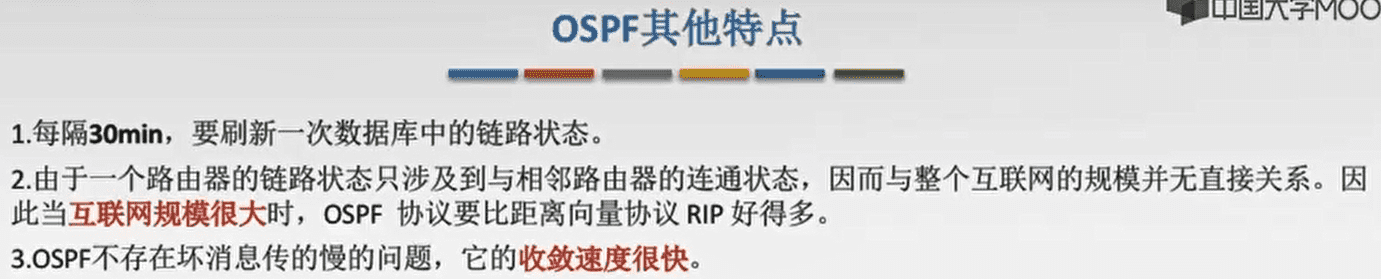 中国大学MOO
OSPF其他特点
1.每隔30min，要刷新一次数据库中的链路状态。
2.由于一个路由器的链路状态只涉及到与相邻路由器的连通状态，因而与整个互联网的规模并无直接关系。因
此当互联网规模很大时，OSPF 协议要比距离向量协议 RIP 好得多。
3.OSPF不存在坏消息传的慢的问题，它的收敛速度很快。